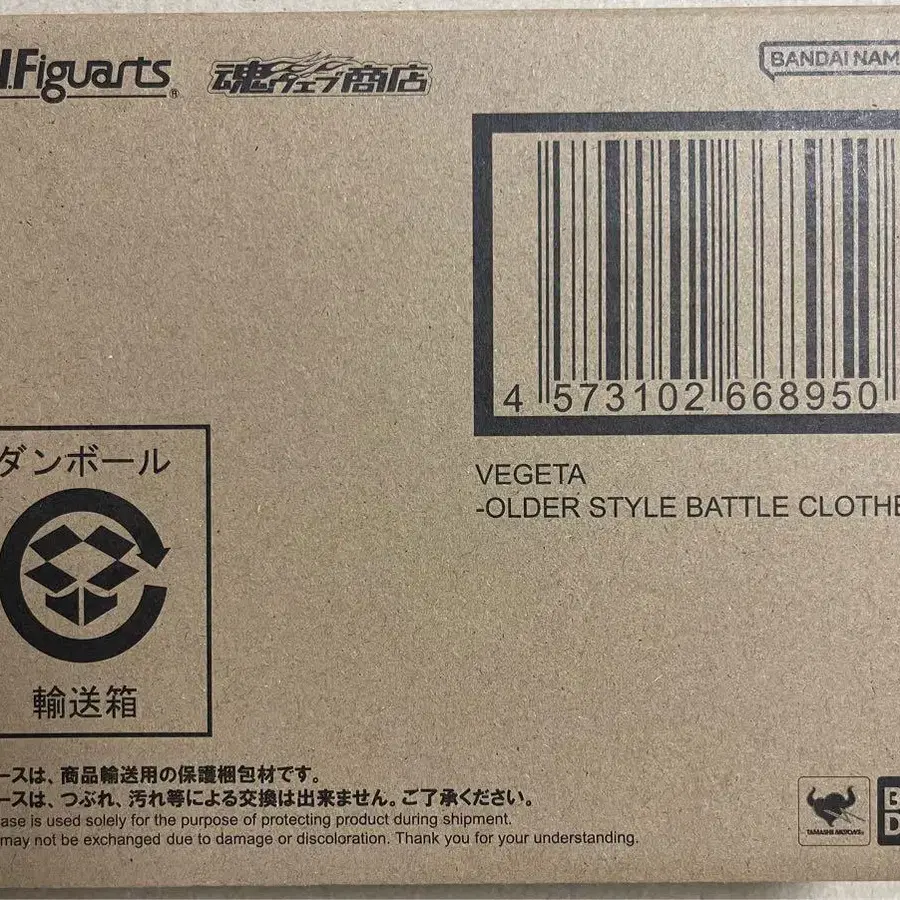 .Figuarts®
魂ウェブ商店
BANDAI NAM
4 573102 668950
VEGETA
-OLDER STYLE BATTLE CLOTHE
ダンボール
輸送箱
ースは、商品輸送用の保護梱包材です。
ースは、つぶれ、汚れ等による交換は出来ません。ご了承ください。
ase is used solely for the purpose of protecting product during shipment.
may not be exchanged due to damage or discoloration. Thank you for your understanding.
TAMASHII NATIONS
B
D